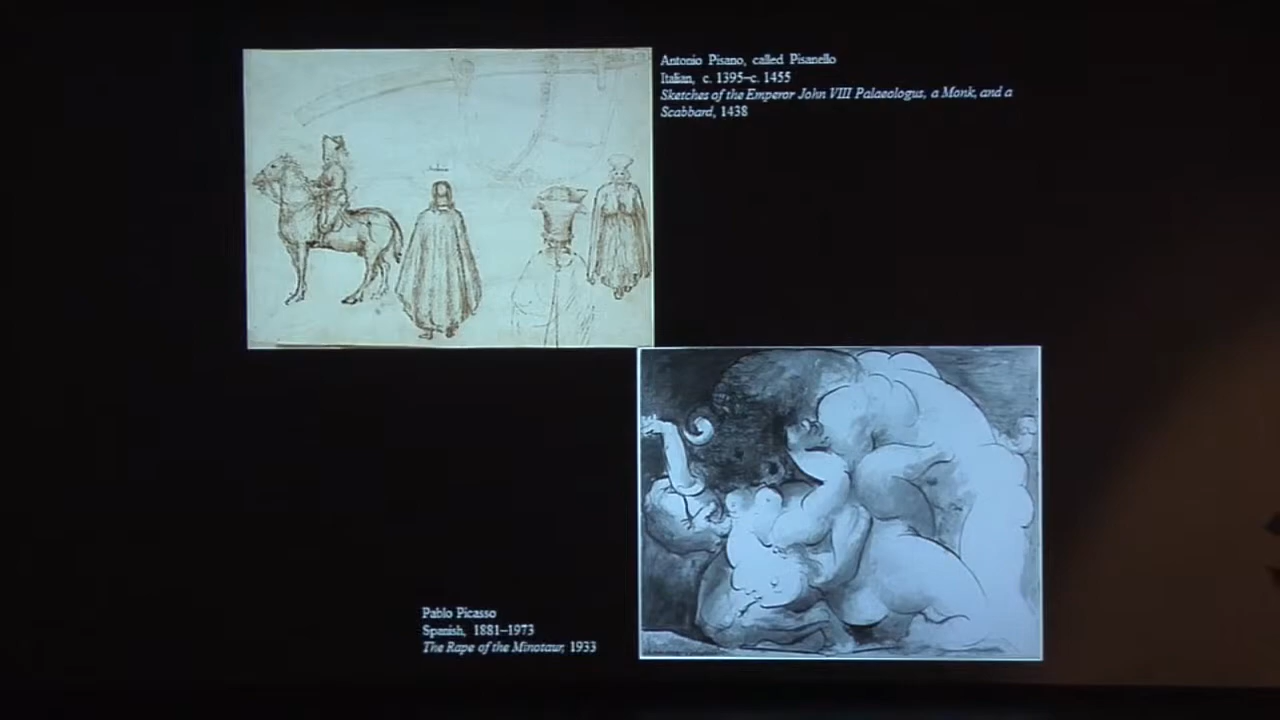 Antonio Pisano, called Pisanello
Italian, c. 1395–c. 1455
Sketches of the Emperor John VIII Palaeologus, a Monk, and a
Scabbard, 1438
Pablo Picasso
Spanish, 1881–1973
The Rape of the Minotaur, 1933